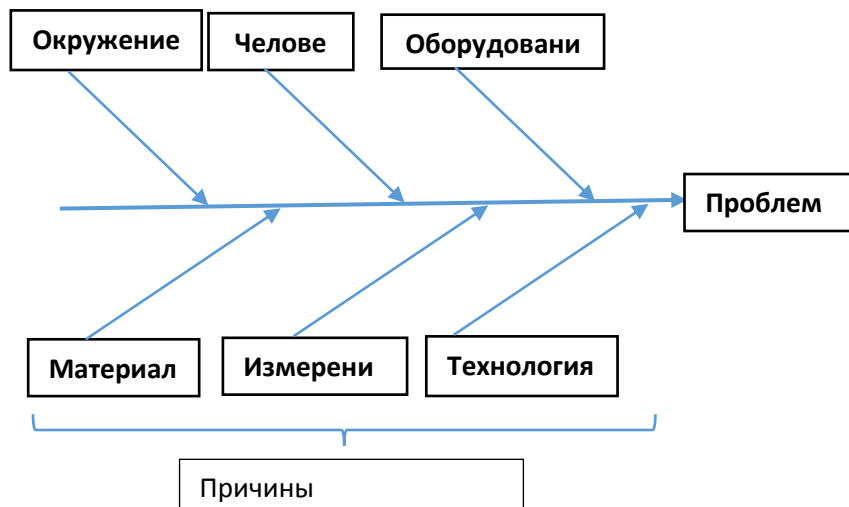 Окружение
Челове
Оборудовани
Проблем
Материал
Измерени
Технология
Причины